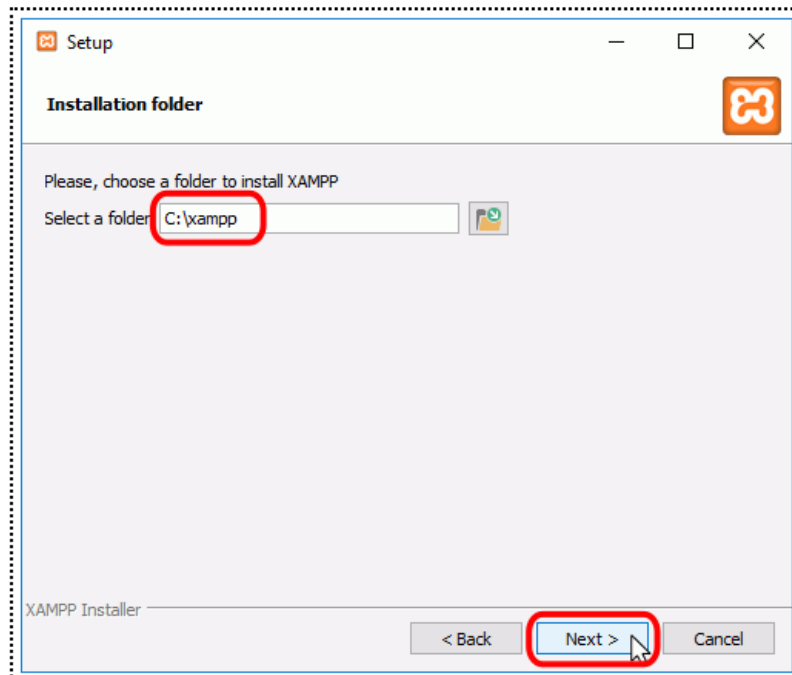 Setup
Installation folder
Please, choose a folder to install XAMPP
Select a folder C:\xampp
XAMPP Installer
< Back Next > Cancel